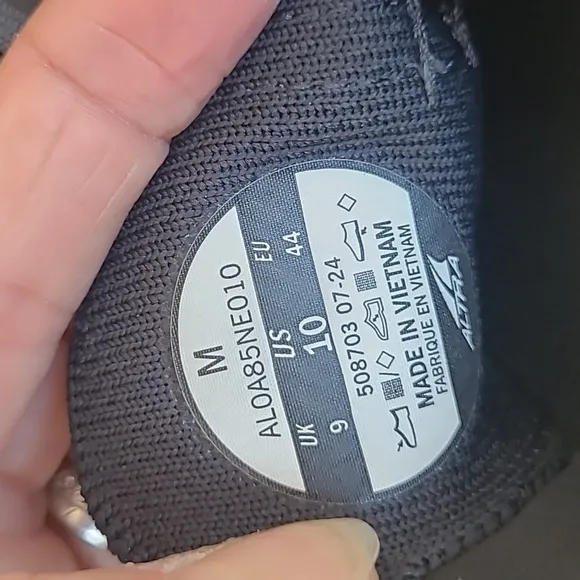 M
AL0A85NE010
UK US EU
9 10 44
508703 07-24
MADE IN VIETNAM
FABRIQUE EN VIETNAM
ALTRA